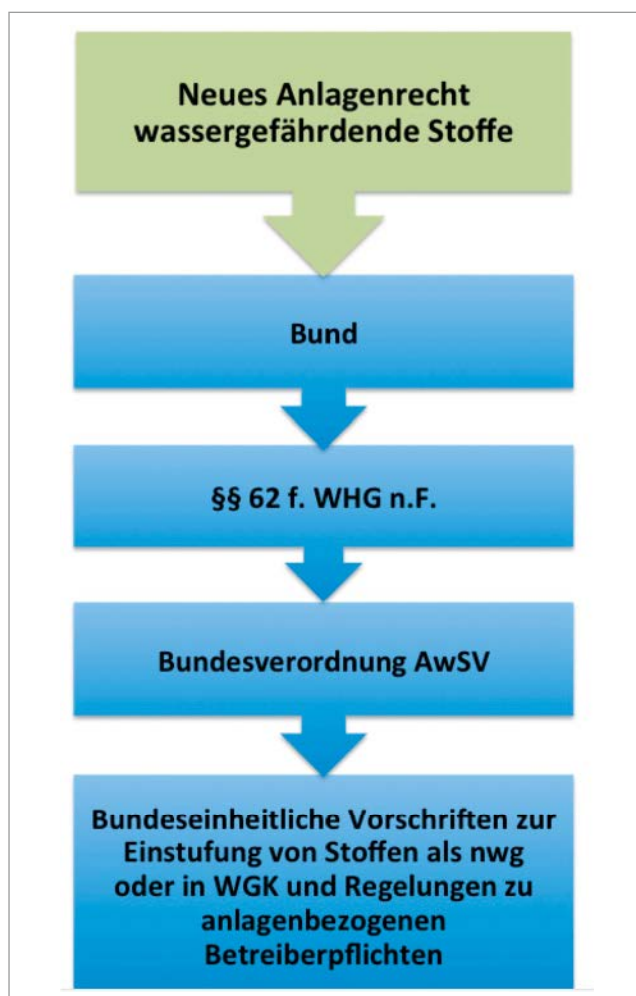 Neues Anlagenrecht
wassergefährdende Stoffe
Bund
§§ 62 f. WHG n.F.
Bundesverordnung AwSV
Bundeseinheitliche Vorschriften zur
Einstufung von Stoffen als nwg
oder in WGK und Regelungen zu
anlagenbezogenen
Betreiberpflichten